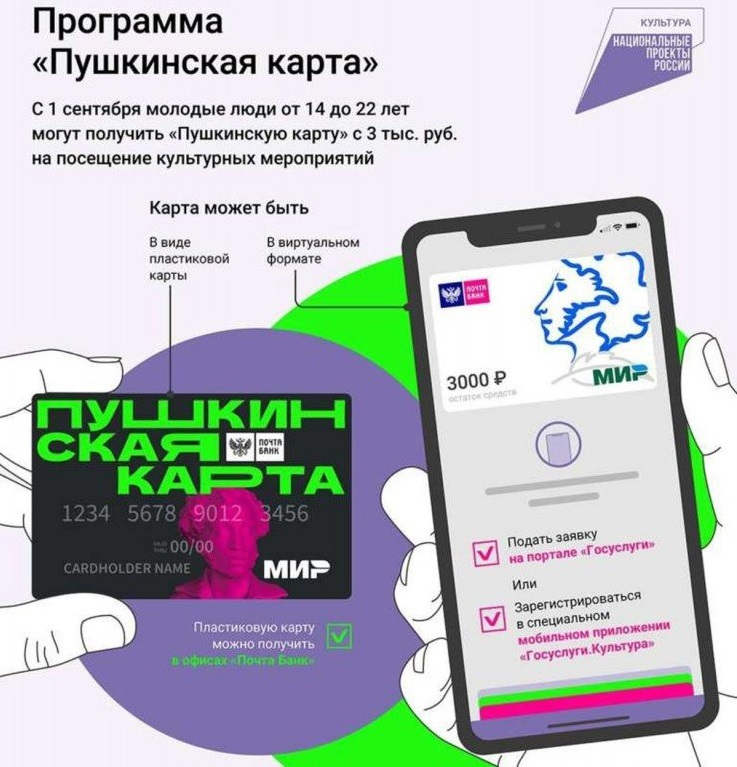 Программа
«Пушкинская карта»
КУЛЬТУРА
НАЦИОНАЛЬНЫЕ
ПРОЕКТЫ
РОССИИ
С 1 сентября молодые люди от 14 до 22 лет
могут получить «Пушкинскую карту» с 3 тыс. руб.
на посещение культурных мероприятий
Карта может быть
В виде
пластиковой
карты
В виртуальном
формате
ПОЧТА
БАНК
3000 ₽
остаток средств
МИР
ПУШКИН
СКАЯ
ПОЧТА
БАНК
КАРТА
1234 5678 9012 3456
00/00
CARDHOLDER NAME
МИР
Пластиковую карту
можно получить
в офисах «Почта Банк»
Подать заявку
на портале «Госуслуги»
Или
Зарегистрироваться
в специальном
мобильном приложении
«Госуслуги.Культура»